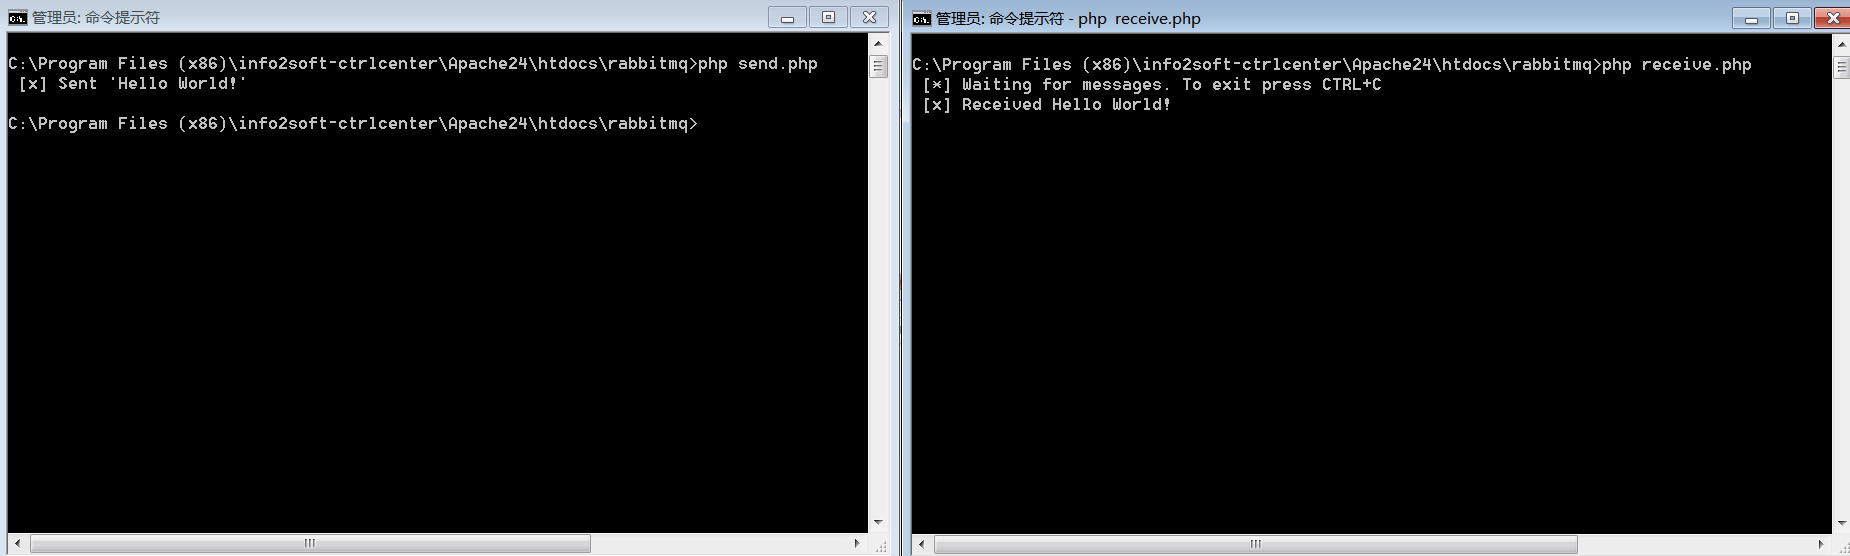 管理员: 命令提示符
C:\Program Files (x86)\info2soft-ctrlcenter\Apache24\htdocs\rabbitmq>php send.php
[x] Sent 'Hello World!'
C:\Program Files (x86)\info2soft-ctrlcenter\Apache24\htdocs\rabbitmq>
管理员: 命令提示符 - php  receive.php
C:\Program Files (x86)\info2soft-ctrlcenter\Apache24\htdocs\rabbitmq>php receive.php
[*] Waiting for messages. To exit press CTRL+C
[x] Received Hello World!